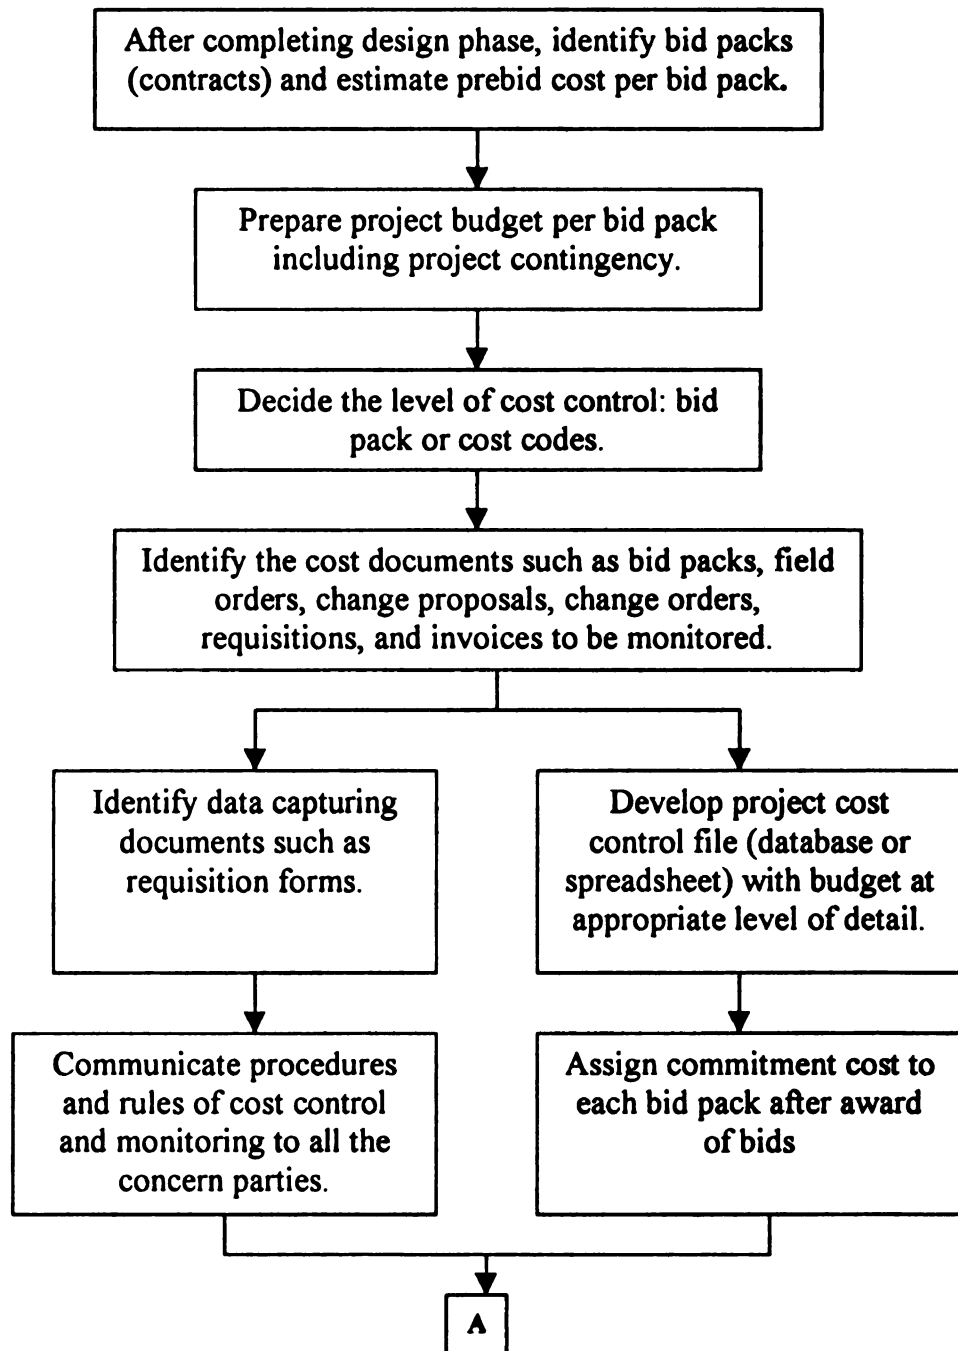 After completing design phase, identify bid packs
(contracts) and estimate prebid cost per bid pack.
Prepare project budget per bid pack
including project contingency.
Decide the level of cost control: bid
pack or cost codes.
Identify the cost documents such as bid packs, field
orders, change proposals, change orders,
requisitions, and invoices to be monitored.
Identify data capturing
documents such as
requisition forms.
Develop project cost
control file (database or
spreadsheet) with budget at
appropriate level of detail.
Communicate procedures
and rules of cost control
and monitoring to all the
concern parties.
Assign commitment cost to
each bid pack after award
of bids
A